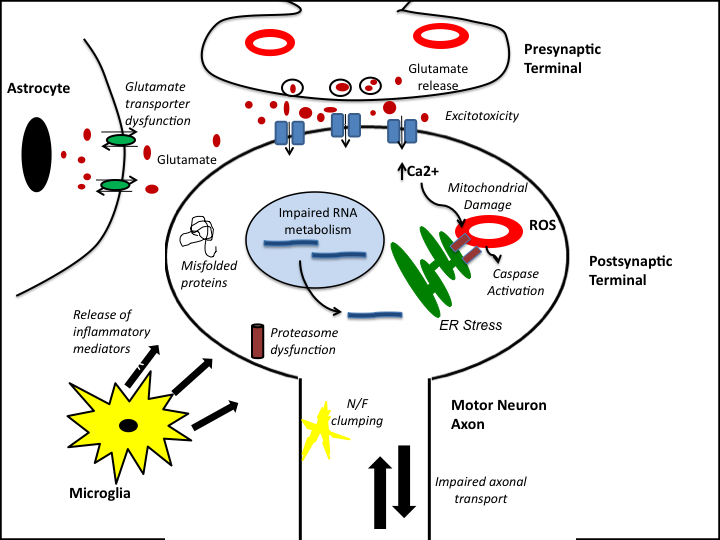 Presynaptic
Terminal
Glutamate
release
Astrocyte
Glutamate
transporter
dysfunction
Excitotoxicity
Glutamate
Ca2+
Mitochondrial
Damage
ROS
Impaired RNA
metabolism
Misfolded
proteins
Caspase
Activation
Postsynaptic
Terminal
ER Stress
Release of
inflammatory
mediators
Proteasome
dysfunction
N/F
clumping
Motor Neuron
Axon
Microglia
Impaired axonal
transport